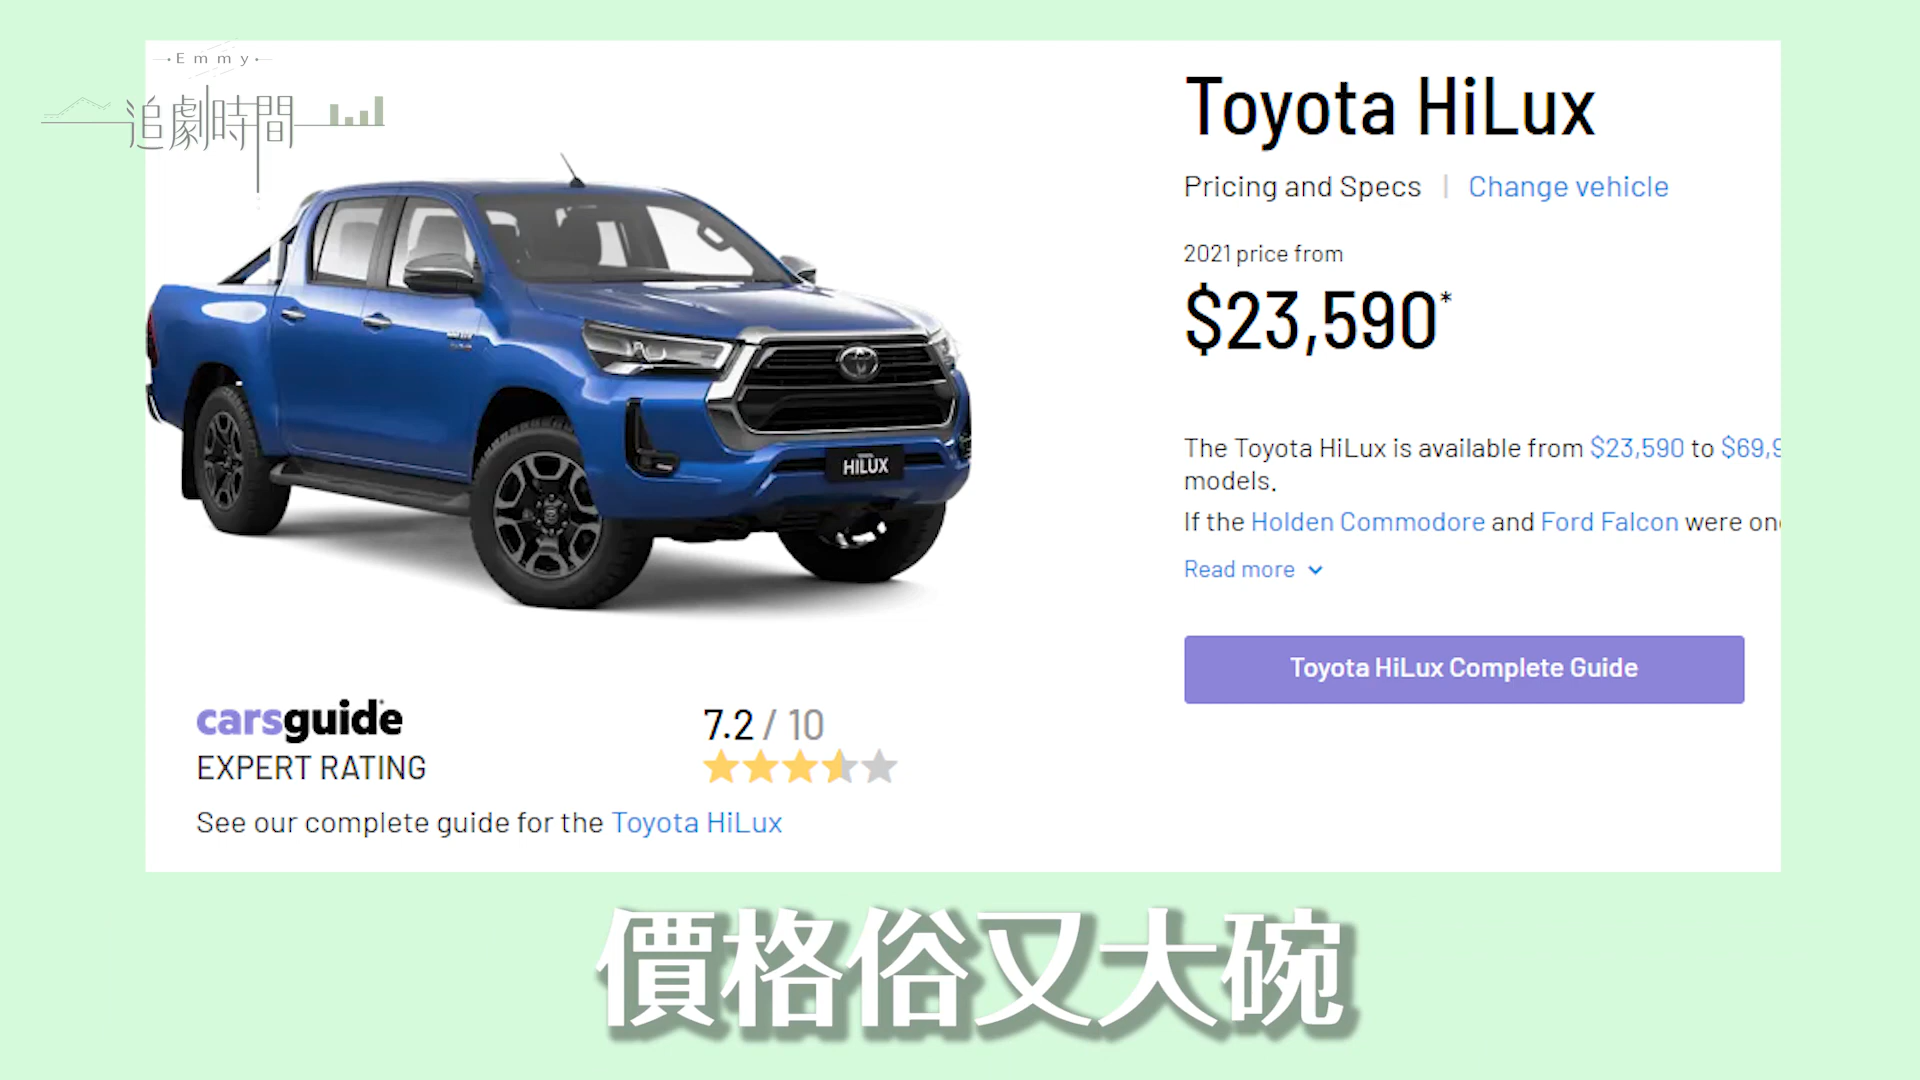 Emmy
追劇時間
Toyota HiLux
Pricing and Specs | Change vehicle
2021 price from
$23,590*
The Toyota HiLux is available from $23,590 to $69,9
models.
If the Holden Commodore and Ford Falcon were on
Read more
Toyota HiLux Complete Guide
HILUX
carsguide
EXPERT RATING
7.2 / 10
See our complete guide for the Toyota HiLux
價格俗又大碗